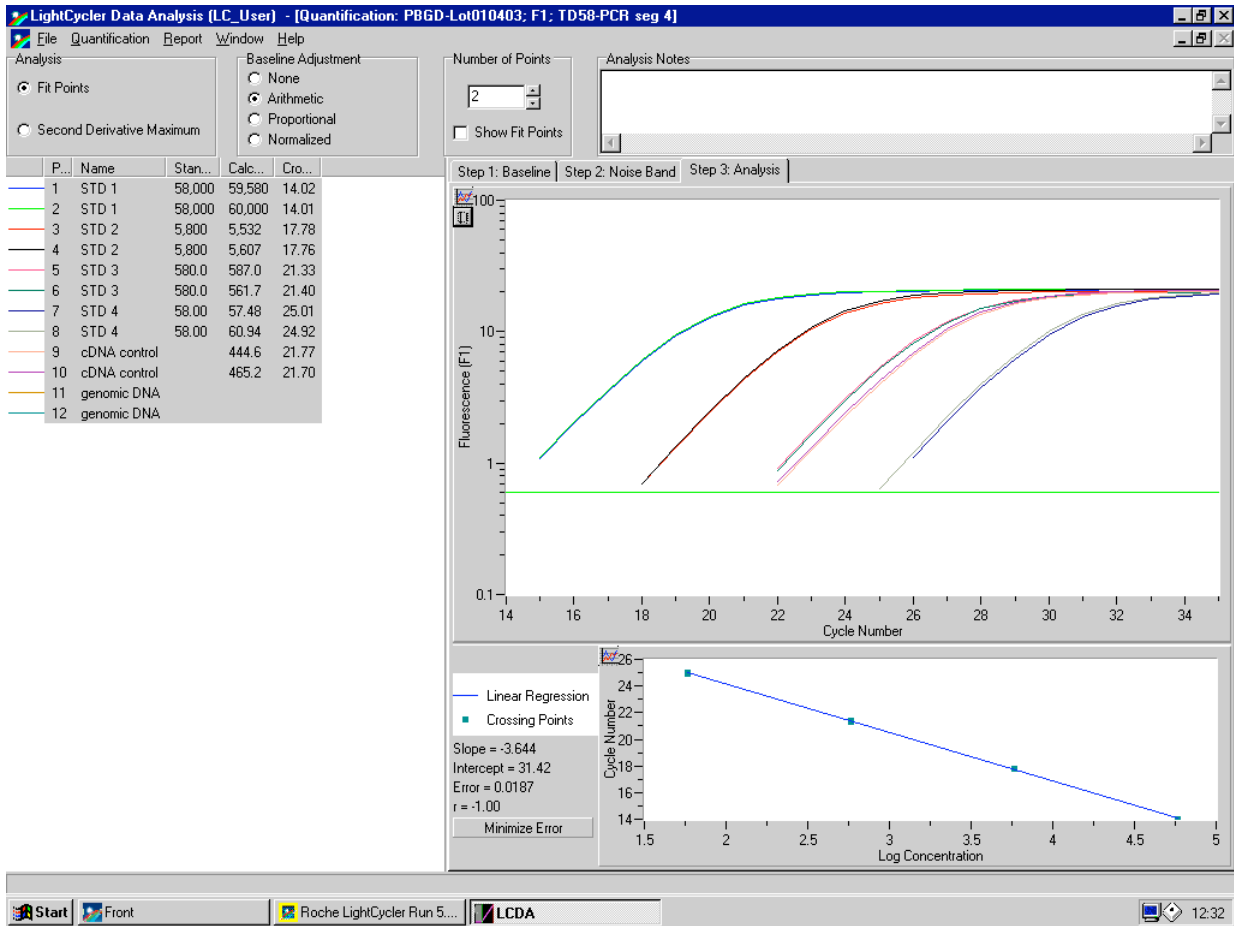 LightCycler Data Analysis (LC_User) - [Quantification: PBGD-Lot010403; F1; TD58-PCR seg 4]
File Quantification Report Window Help
Analysis
Fit Points
Second Derivative Maximum
Baseline Adjustment
None
Arithmetic
Proportional
Normalized
Number of Points
2
Show Fit Points
Analysis Notes
P... Name Stan... Calc... Cro...
1 STD 1 58,000 59,580 14.02
2 STD 1 58,000 60,000 14.01
3 STD 2 5,800 5,532 17.78
4 STD 2 5,800 5,607 17.76
5 STD 3 580.0 587.0 21.33
6 STD 3 580.0 561.7 21.40
7 STD 4 58.00 57.48 25.01
8 STD 4 58.00 60.94 24.92
9 cDNA control 444.6 21.77
10 cDNA control 465.2 21.70
11 genomic DNA
12 genomic DNA
Step 1: Baseline Step 2: Noise Band Step 3: Analysis
100
10
1
0.1
Fluorescence (F1)
14 16 18 20 22 24 26 28 30 32 34
Cycle Number
Linear Regression
Crossing Points
Slope = -3.644
Intercept = 31.42
Error = 0.0187
r = -1.00
Minimize Error
26
24
22
20
18
16
14
Cycle Number
1.5 2 2.5 3 3.5 4 4.5 5
Log Concentration
Start Front Roche LightCycler Run 5.... LCDA 12:32